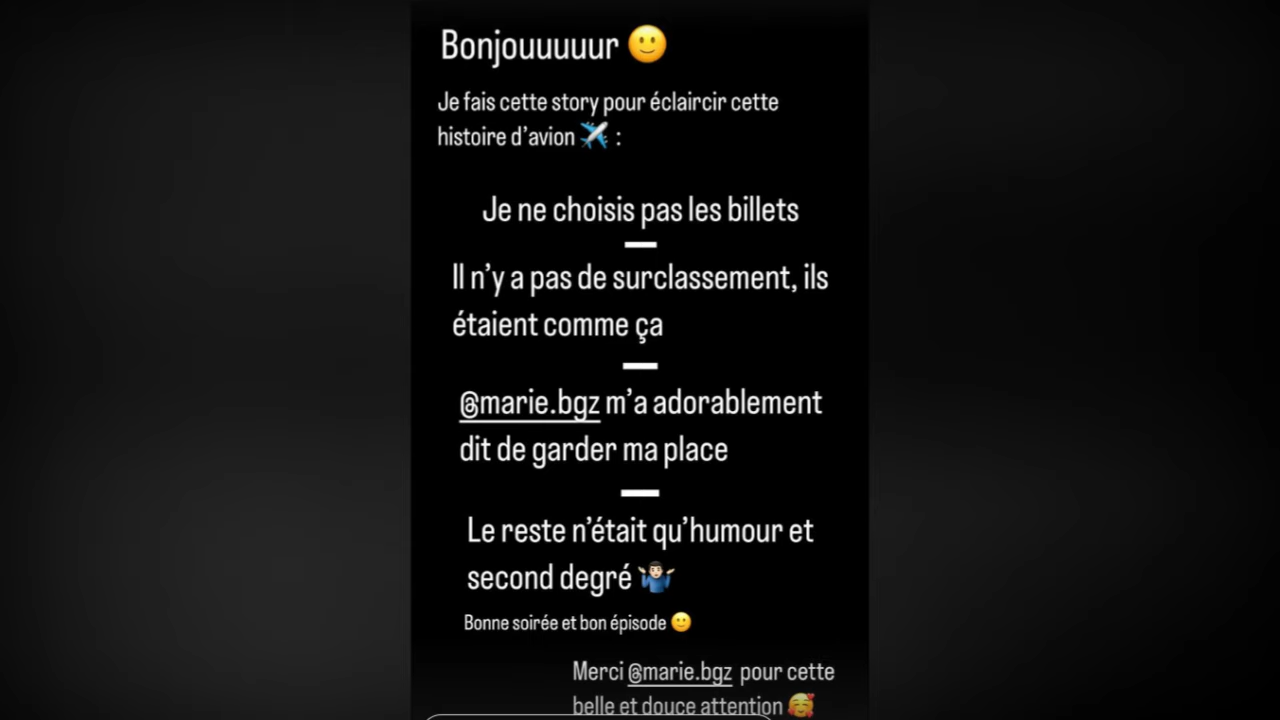 Bonjouuuuur 🙂
Je fais cette story pour éclaircir cette
histoire d'avion ✈️ :
Je ne choisis pas les billets
Il n'y a pas de surclassement, ils
étaient comme ça
@marie.bgz m'a adorablement
dit de garder ma place
Le reste n'était qu'humour et
second degré 🤷🏻‍♂️
Bonne soirée et bon épisode 🙂
Merci @marie.bgz pour cette
belle et douce attention 🥰